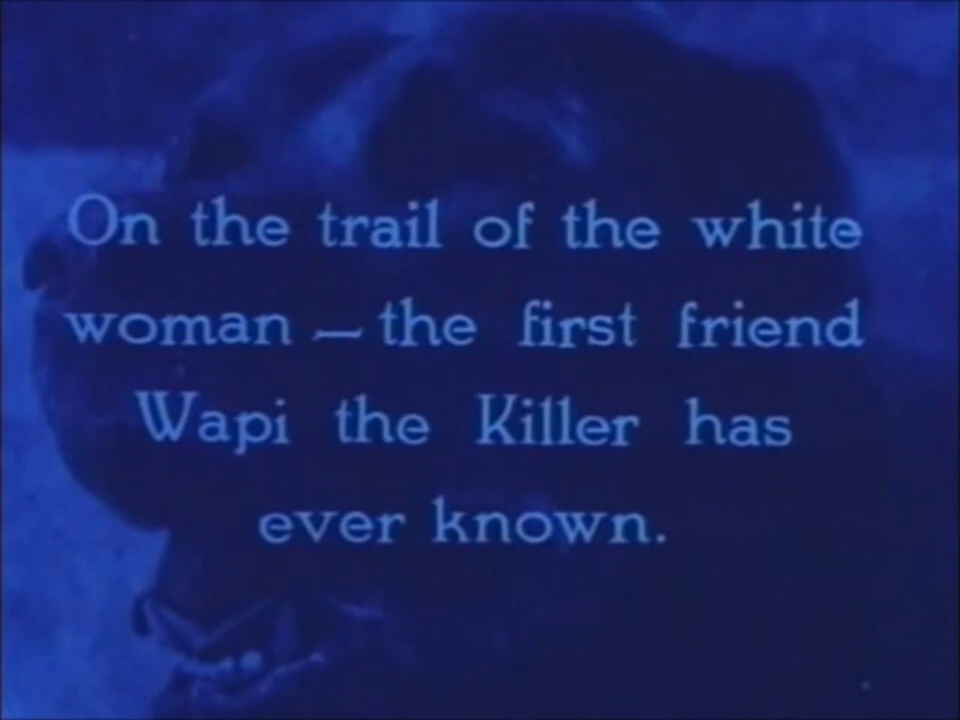 On the trail of the white
woman — the first friend
Wapi the Killer has
ever known.